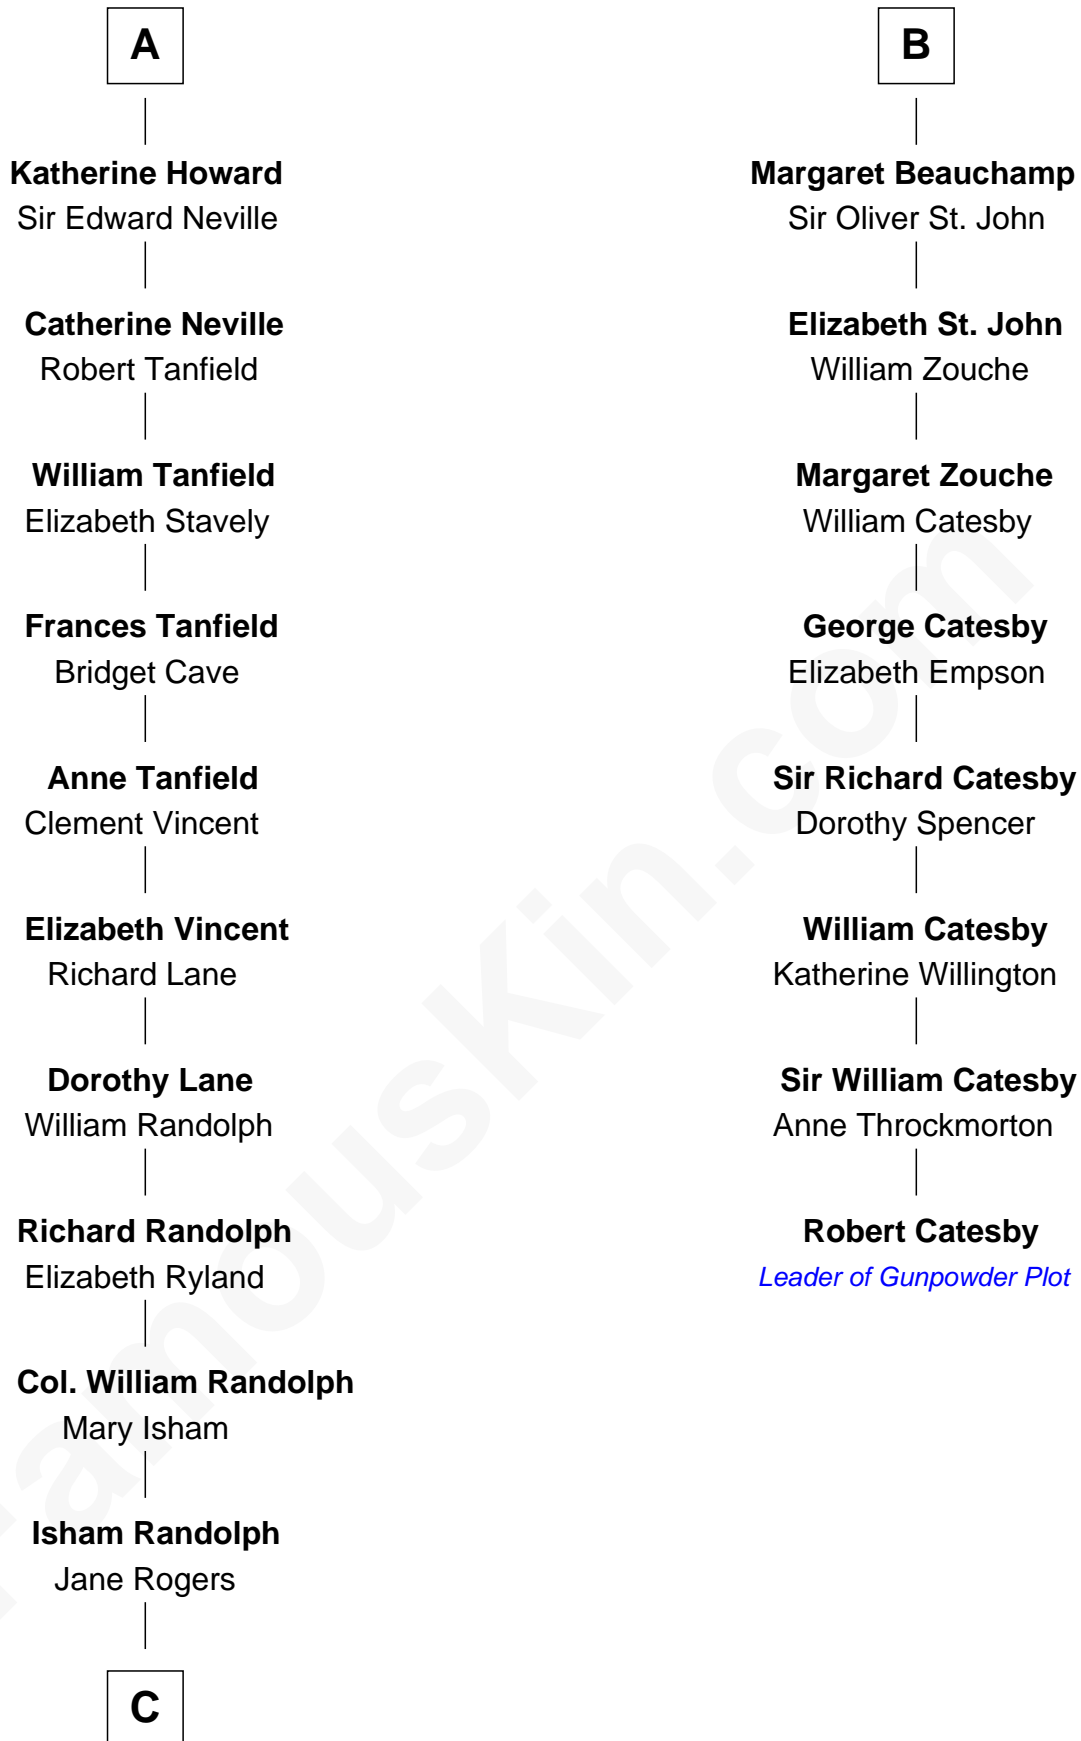 A
Katherine Howard
Sir Edward Neville
Catherine Neville
Robert Tanfield
William Tanfield
Elizabeth Stavely
Frances Tanfield
Bridget Cave
Anne Tanfield
Clement Vincent
Elizabeth Vincent
Richard Lane
Dorothy Lane
William Randolph
Richard Randolph
Elizabeth Ryland
Col. William Randolph
Mary Isham
Isham Randolph
Jane Rogers
C
B
Margaret Beauchamp
Sir Oliver St. John
Elizabeth St. John
William Zouche
Margaret Zouche
William Catesby
George Catesby
Elizabeth Empson
Sir Richard Catesby
Dorothy Spencer
William Catesby
Katherine Willington
Sir William Catesby
Anne Throckmorton
Robert Catesby
Leader of Gunpowder Plot
FamousKin.com